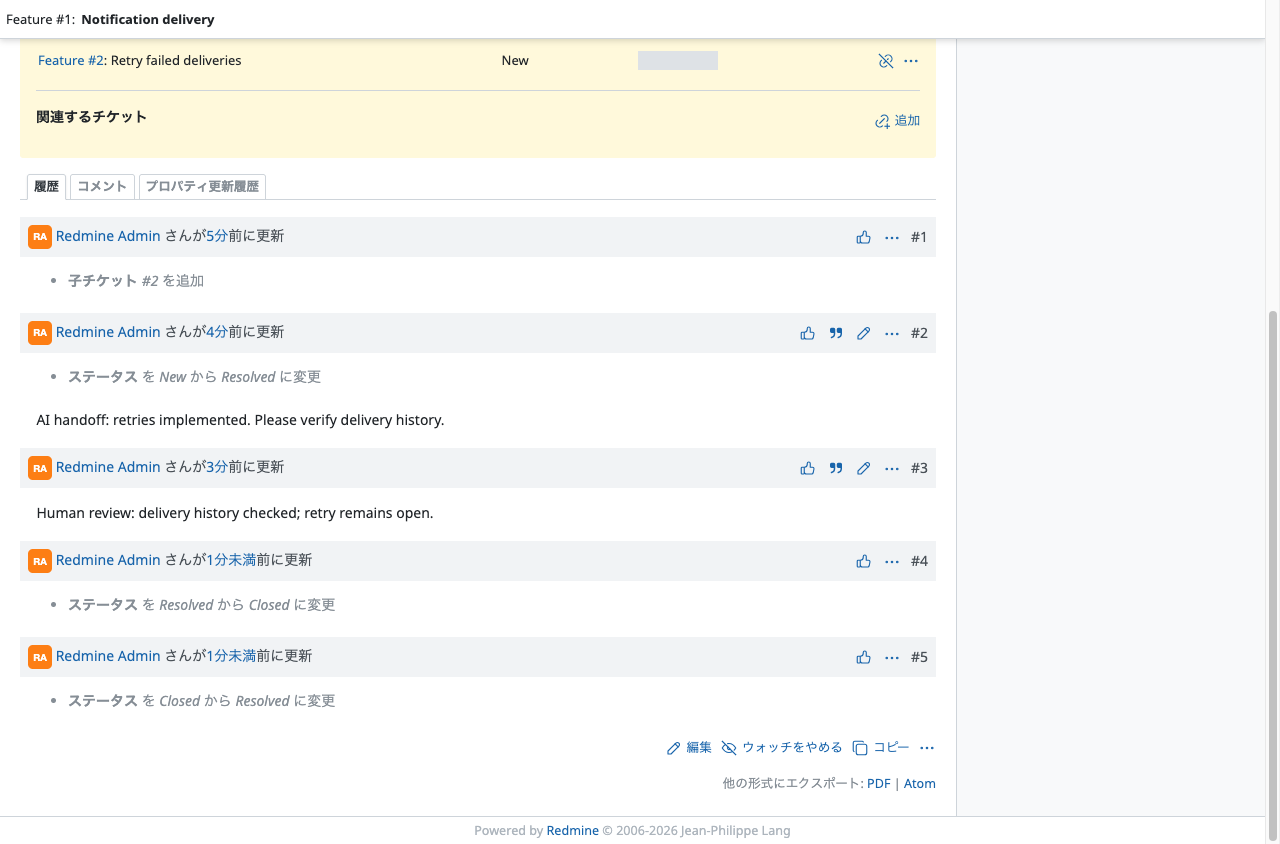 Feature #1: Notification delivery
Feature #2: Retry failed deliveries New
関連するチケット 追加
履歴 コメント プロパティ更新履歴
RA Redmine Admin さんが5分前に更新 #1
• 子チケット #2 を追加
RA Redmine Admin さんが4分前に更新 #2
• ステータス を New から Resolved に変更
AI handoff: retries implemented. Please verify delivery history.
RA Redmine Admin さんが3分前に更新 #3
Human review: delivery history checked; retry remains open.
RA Redmine Admin さんが1分未満前に更新 #4
• ステータス を Resolved から Closed に変更
RA Redmine Admin さんが1分未満前に更新 #5
• ステータス を Closed から Resolved に変更
編集 ウォッチをやめる コピー
他の形式にエクスポート: PDF | Atom
Powered by Redmine © 2006-2026 Jean-Philippe Lang